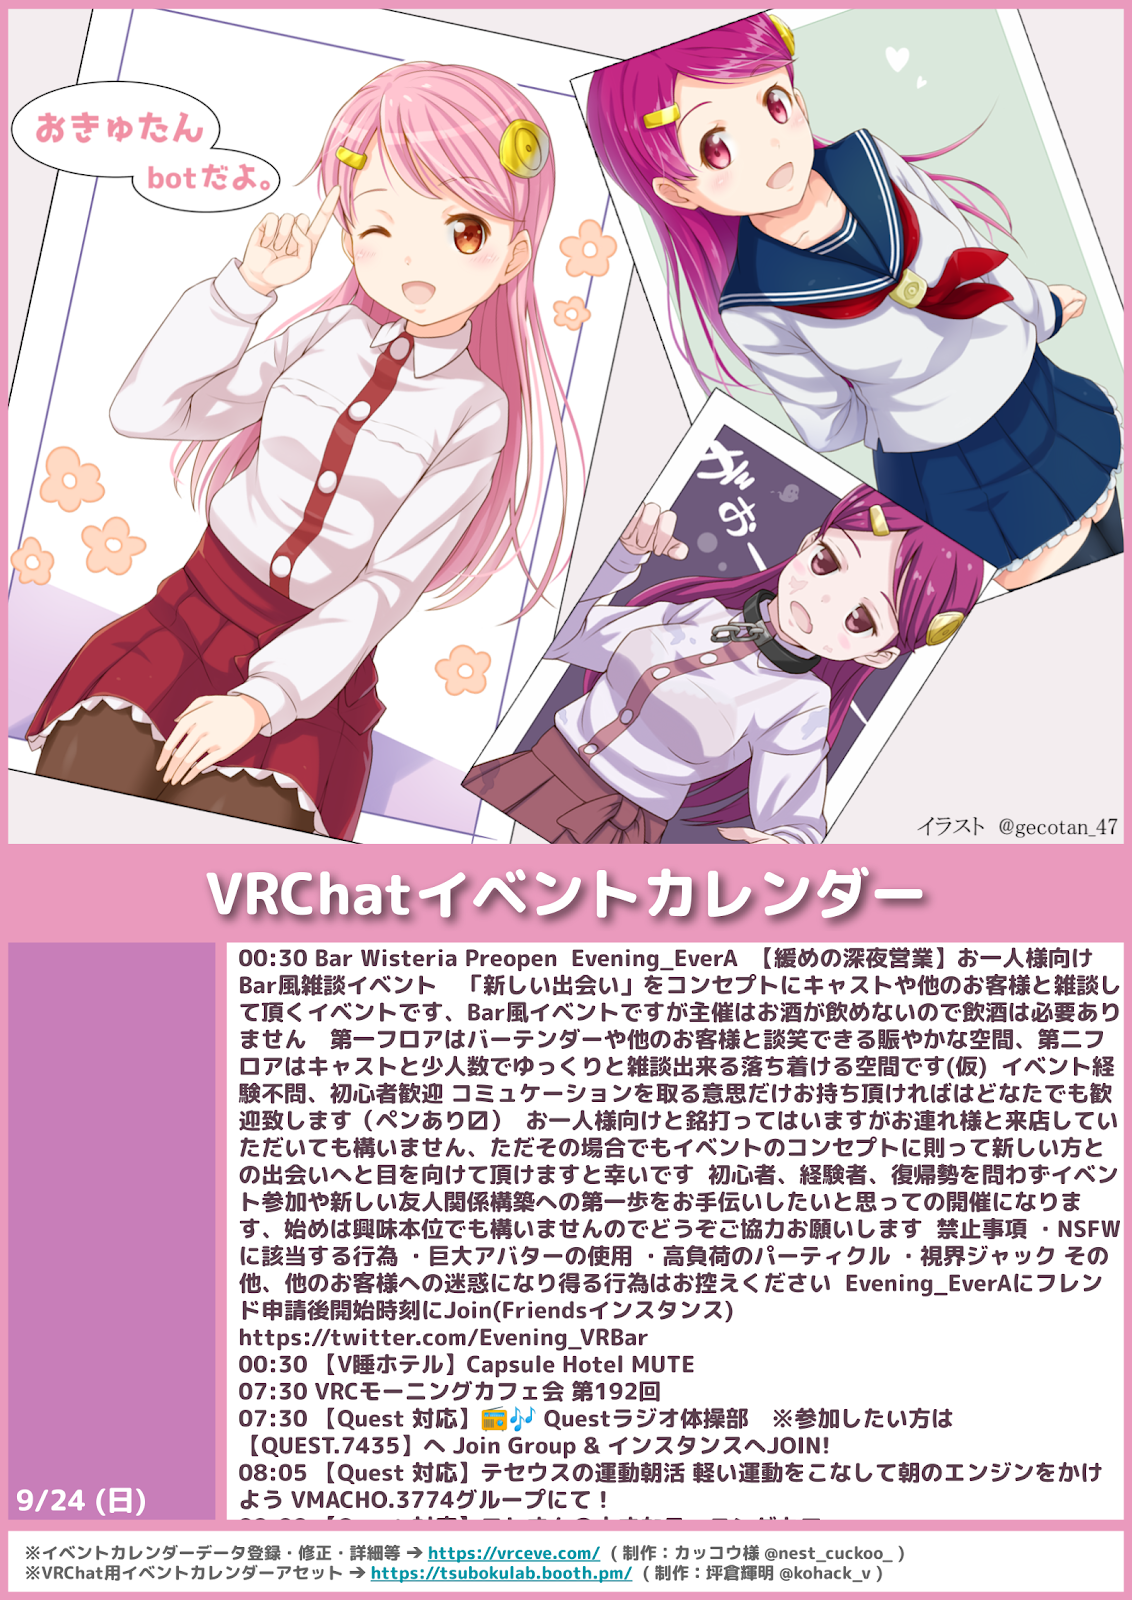 おきゅたん
botだよ。
がおー
イラスト @gecotan_47
VRChatイベントカレンダー
00:30 Bar Wisteria Preopen Evening_EverA 【緩めの深夜営業】お一人様向け
Bar風雑談イベント 「新しい出会い」をコンセプトにキャストや他のお客様と雑談し
て頂くイベントです、Bar風イベントですが主催はお酒が飲めないので飲酒は必要あり
ません 第一フロアはバーテンダーや他のお客様と談笑できる賑やかな空間、第二フ
ロアはキャストと少人数でゆっくりと雑談出来る落ち着ける空間です(仮) イベント経
験不問、初心者歓迎 コミュケーションを取る意思だけお持ち頂ければはどなたでも歓
迎致します（ペンあり〼） お一人様向けと銘打ってはいますがお連れ様と来店してい
ただいても構いません、ただその場合でもイベントのコンセプトに則って新しい方と
の出会いへと目を向けて頂けますと幸いです 初心者、経験者、復帰勢を問わずイベン
ト参加や新しい友人関係構築への第一歩をお手伝いしたいと思っての開催になりま
す、始めは興味本位でも構いませんのでどうぞご協力お願いします 禁止事項 ・NSFW
に該当する行為 ・巨大アバターの使用 ・高負荷のパーティクル ・視界ジャック その
他、他のお客様への迷惑になり得る行為はお控えください Evening_EverAにフレン
ド申請後開始時刻にJoin(Friendsインスタンス)
https://twitter.com/Evening_VRBar
00:30 【V睡ホテル】Capsule Hotel MUTE
07:30 VRCモーニングカフェ会 第192回
07:30 【Quest 対応】📻🎶 Questラジオ体操部 ※参加したい方は
【QUEST.7435】へ Join Group & インスタンスへJOIN!
08:05 【Quest 対応】テセウスの運動朝活 軽い運動をこなして朝のエンジンをかけ
よう VMACHO.3774グループにて！
9/24 (日)
※イベントカレンダーデータ登録・修正・詳細等 ➔ https://vrceve.com/ （制作：カッコウ様 @nest_cuckoo_ ）
※VRChat用イベントカレンダーアセット ➔ https://tsubokulab.booth.pm/ （制作：坪倉輝明 @kohack_v ）